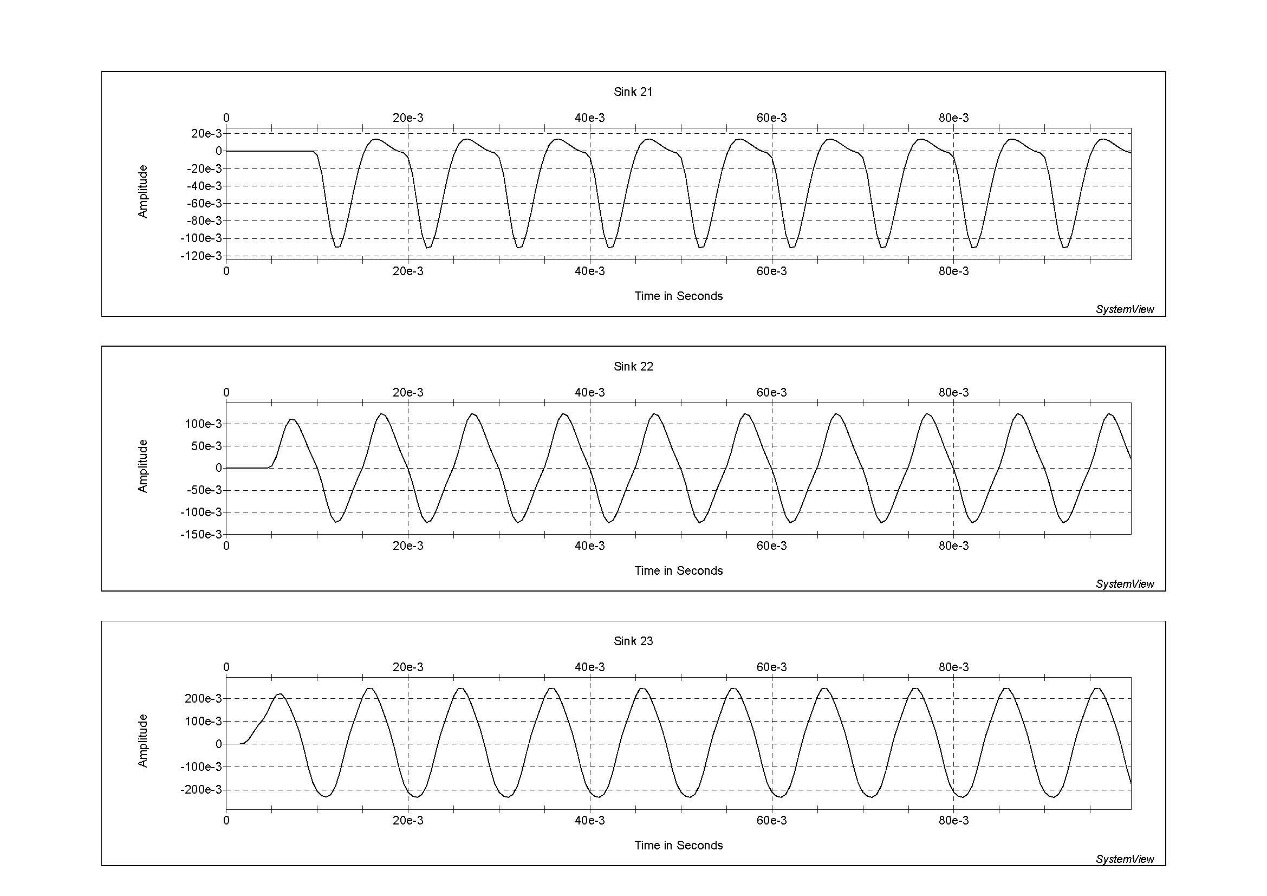 Sink 21
0 20e-3 40e-3 60e-3 80e-3
20e-3
0
-20e-3
-40e-3
-60e-3
-80e-3
-100e-3
-120e-3
Amplitude
0 20e-3 40e-3 60e-3 80e-3
Time in Seconds
SystemView
Sink 22
0 20e-3 40e-3 60e-3 80e-3
100e-3
50e-3
0
-50e-3
-100e-3
-150e-3
Amplitude
0 20e-3 40e-3 60e-3 80e-3
Time in Seconds
SystemView
Sink 23
0 20e-3 40e-3 60e-3 80e-3
200e-3
100e-3
0
-100e-3
-200e-3
Amplitude
0 20e-3 40e-3 60e-3 80e-3
Time in Seconds
SystemView